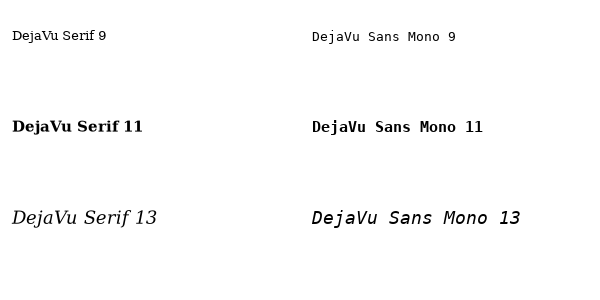 DejaVu Serif 9
DejaVu Sans Mono 9
DejaVu Serif 11
DejaVu Sans Mono 11
DejaVu Serif 13
DejaVu Sans Mono 13